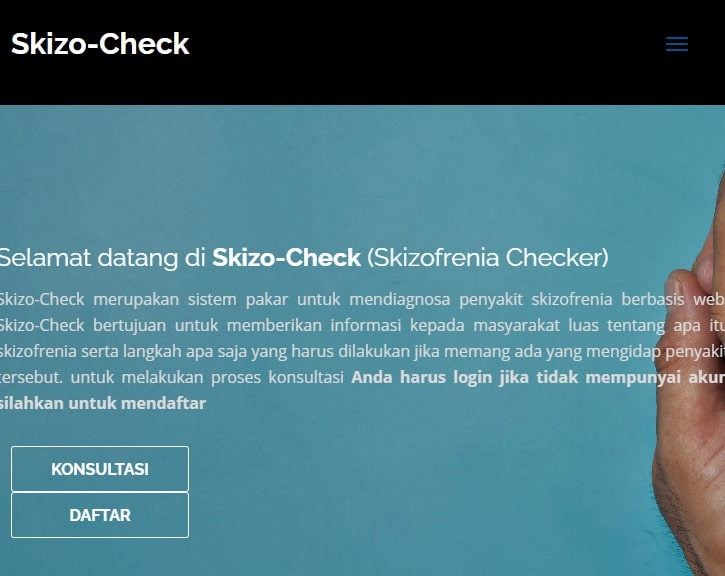 Skizo-Check
Selamat datang di Skizo-Check (Skizofrenia Checker)
Skizo-Check merupakan sistem pakar untuk mendiagnosa penyakit skizofrenia berbasis web.
Skizo-Check bertujuan untuk memberikan informasi kepada masyarakat luas tentang apa itu
skizofrenia serta langkah apa saja yang harus dilakukan jika memang ada yang mengidap penyakit
tersebut. untuk melakukan proses konsultasi Anda harus login jika tidak mempunyai akun
silahkan untuk mendaftar
KONSULTASI
DAFTAR